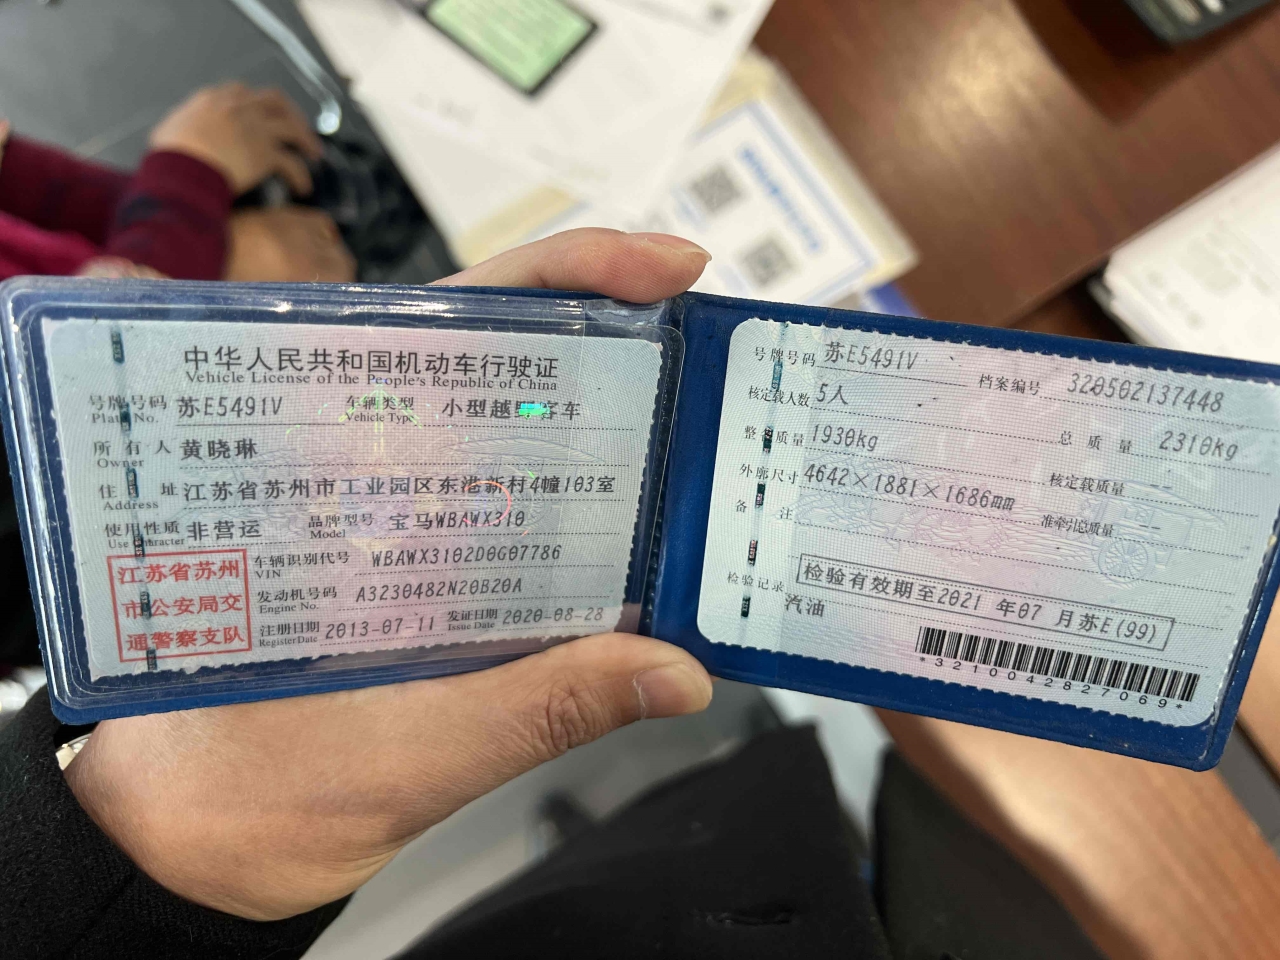 中华人民共和国机动车行驶证
Vehicle License of the People's Republic of China
号牌号码 苏E5491V 车辆类型 小型越野客车
Plate No. Vehicle Type
所有人 黄晓琳
Owner
住址 江苏省苏州市工业园区东港新村4幢103室
Address
使用性质 非营运 品牌型号 宝马WBAWX310
Use Character Model
江苏省苏州
市公安局交
通警察支队
车辆识别代号 WBAWX3102D0G07786
VIN
发动机号码 A3230482N20B20A
Engine No.
注册日期 2013-07-11 发证日期 2020-08-28
Register Date Issue Date
号牌号码 苏E5491V 档案编号 320502137448
核定载人数 5人 总质量 2310kg
整备质量 1930kg 核定载质量 --
外廓尺寸 4642×1881×1686mm 准牵引总质量 --
备注
检验记录 检验有效期至2021年07月苏E(99)
汽油
*3210042827069*